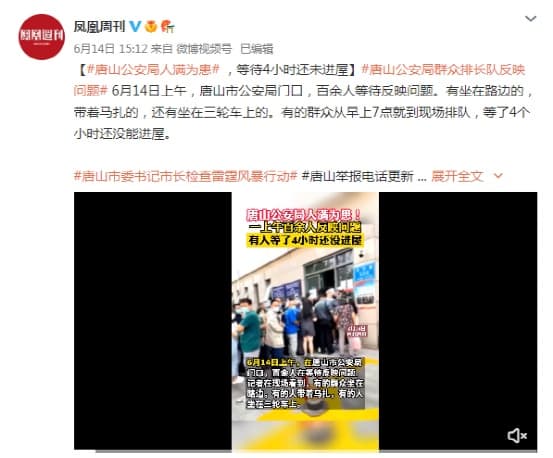 凤凰周刊
凤凰週刊
6月14日 15:12 来自 微博视频号 已编辑
【#唐山公安局人满为患# ，等待4小时还未进屋】#唐山公安局群众排长队反映
问题# 6月14日上午，唐山市公安局门口，百余人等待反映问题。有坐在路边的，
带着马扎的，还有坐在三轮车上的。有的群众从早上7点就到现场排队，等了4个
小时还没能进屋。
#唐山市委书记市长检查雷霆风暴行动# #唐山举报电话更新 ... 展开全文
唐山公安局人满为患！
一上午百余人反映问题
有人等了4小时还没进屋
6月14日上午，在唐山市公安局
门口，百余人在等待反映问题。
记者在现场看到，有的群众坐在
路边，有的人带着马扎，有的人
坐在三轮车上。